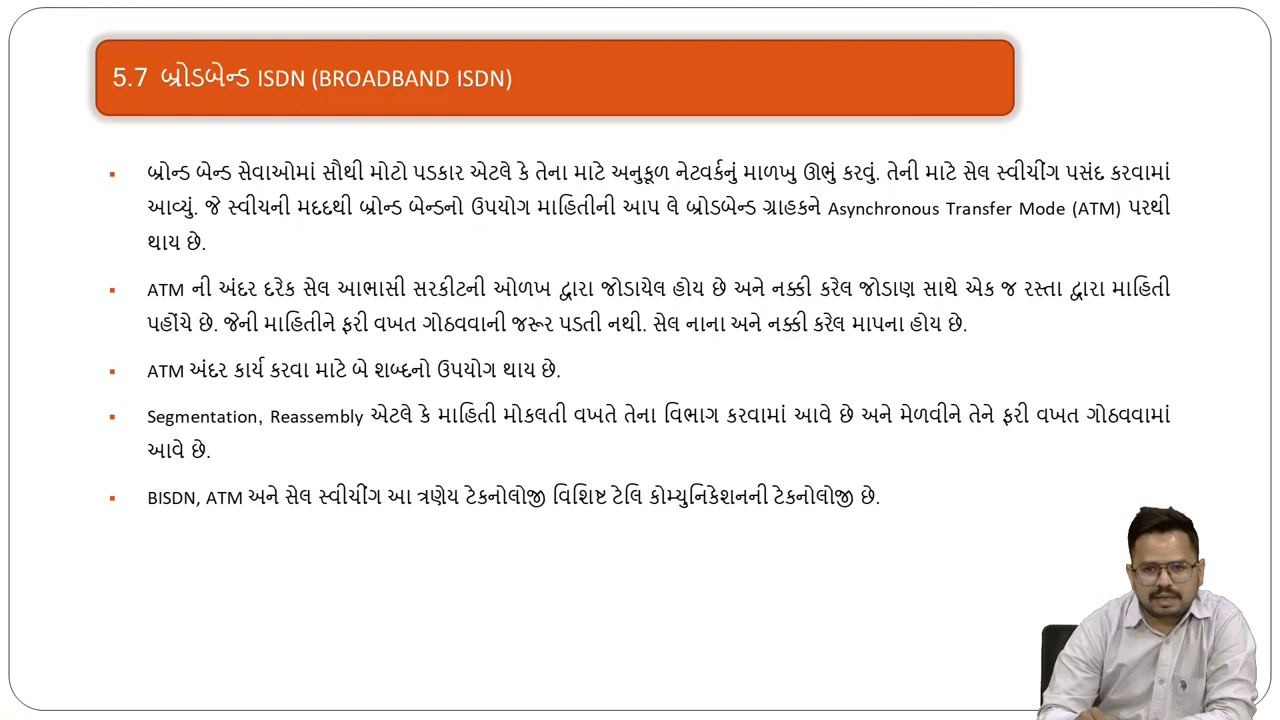 5.7 બ્રોડબેન્ડ ISDN (BROADBAND ISDN)
બ્રોન્ડ બેન્ડ સેવાઓમાં સૌથી મોટો પડકાર એટલે કે તેના માટે અનુકૂળ નેટવર્કનું માળખુ ઊભું કરવું. તેની માટે સેલ સ્વીચીંગ પસંદ કરવામાં
આવ્યું. જે સ્વીચની મદદથી બ્રોન્ડ બેન્ડનો ઉપયોગ માહિતીની આપ લે બ્રોડબેન્ડ ગ્રાહકને Asynchronous Transfer Mode (ATM) પરથી
થાય છે.
ATM ની અંદર દરેક સેલ આભાસી સરકીટની ઓળખ દ્વારા જોડાયેલ હોય છે અને નક્કી કરેલ જોડાણ સાથે એક જ રસ્તા દ્વારા માહિતી
પહોંચે છે. જેની માહિતીને ફરી વખત ગોઠવવાની જરૂર પડતી નથી. સેલ નાના અને નક્કી કરેલ માપના હોય છે.
ATM અંદર કાર્ય કરવા માટે બે શબ્દનો ઉપયોગ થાય છે.
Segmentation, Reassembly એટલે કે માહિતી મોકલતી વખતે તેના વિભાગ કરવામાં આવે છે અને મેળવીને તેને ફરી વખત ગોઠવવામાં
આવે છે.
BISDN, ATM અને સેલ સ્વીચીંગ આ ત્રણેય ટેકનોલોજી વિશિષ્ટ ટેલિ કોમ્યુનિકેશનની ટેકનોલોજી છે.